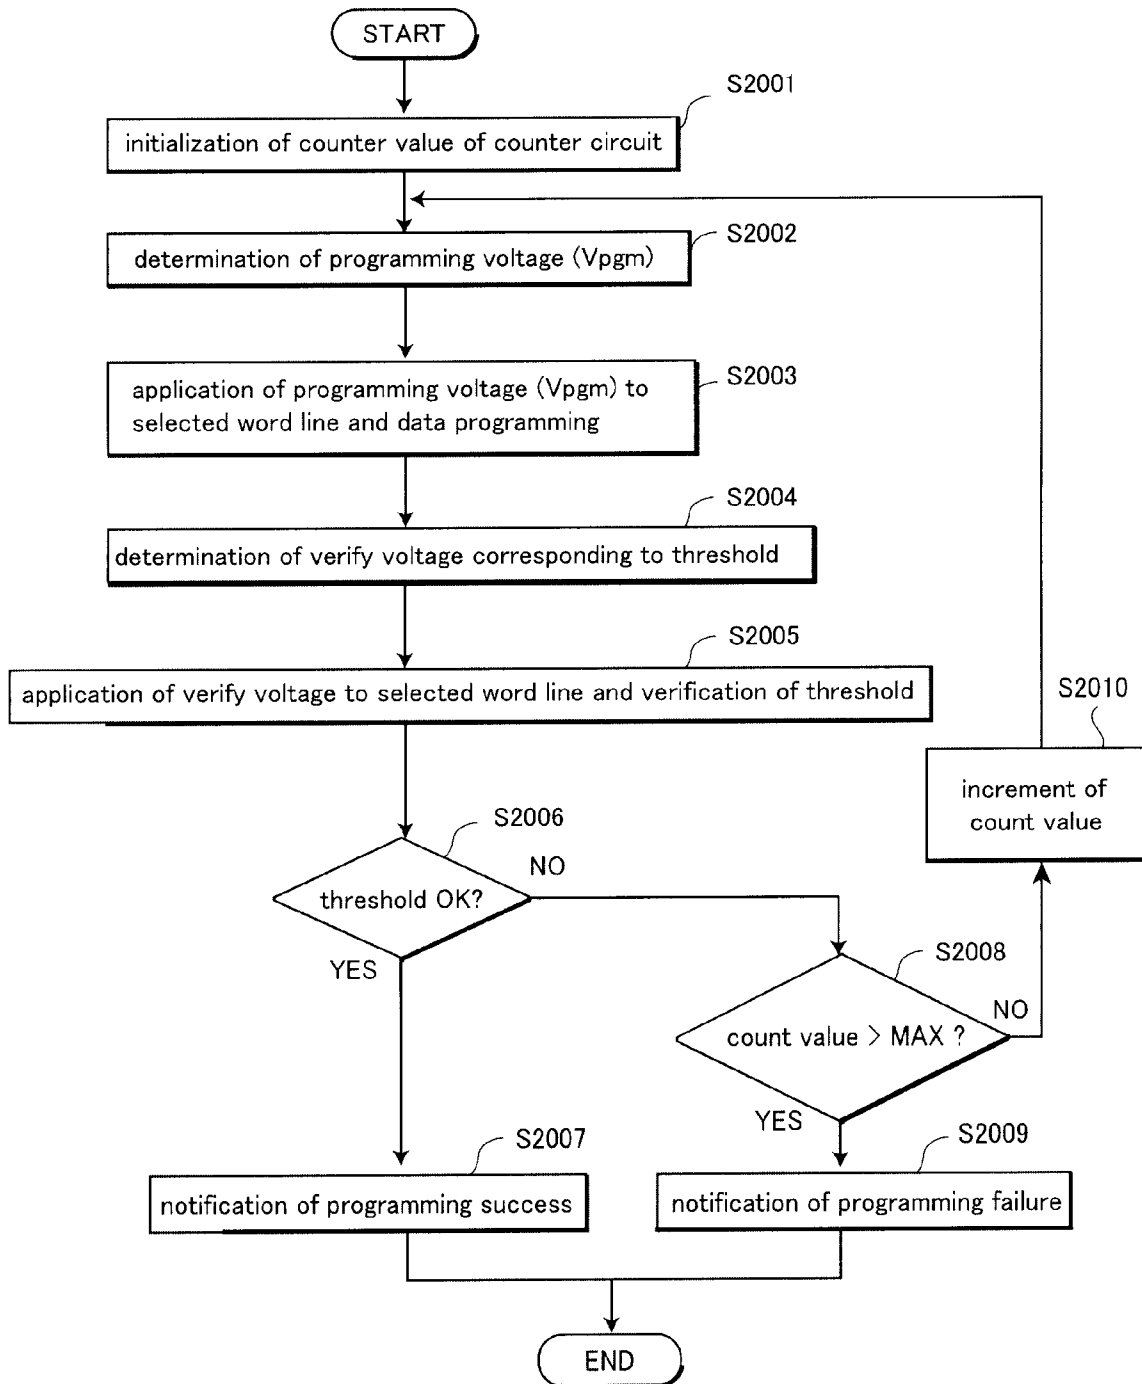 START
S2001
initialization of counter value of counter circuit
S2002
determination of programming voltage (Vpgm)
S2003
application of programming voltage (Vpgm) to
selected word line and data programming
S2004
determination of verify voltage corresponding to threshold
S2005
application of verify voltage to selected word line and verification of threshold
S2010
increment of
count value
S2006
NO
threshold OK?
YES
S2008
NO
count value > MAX ?
YES
S2007
S2009
notification of programming success
notification of programming failure
END